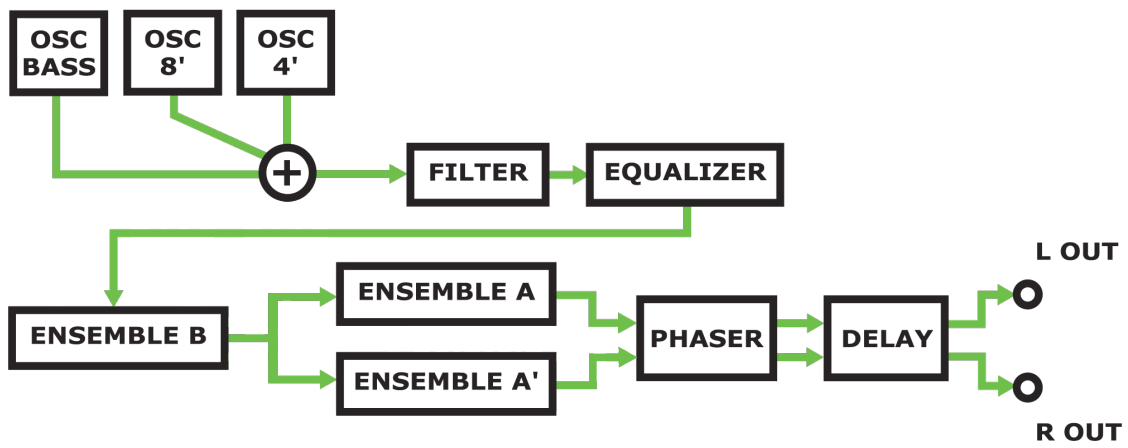 OSC
BASS
OSC
8'
OSC
4'
+
FILTER
EQUALIZER
L OUT
ENSEMBLE B
ENSEMBLE A
ENSEMBLE A'
PHASER
DELAY
R OUT